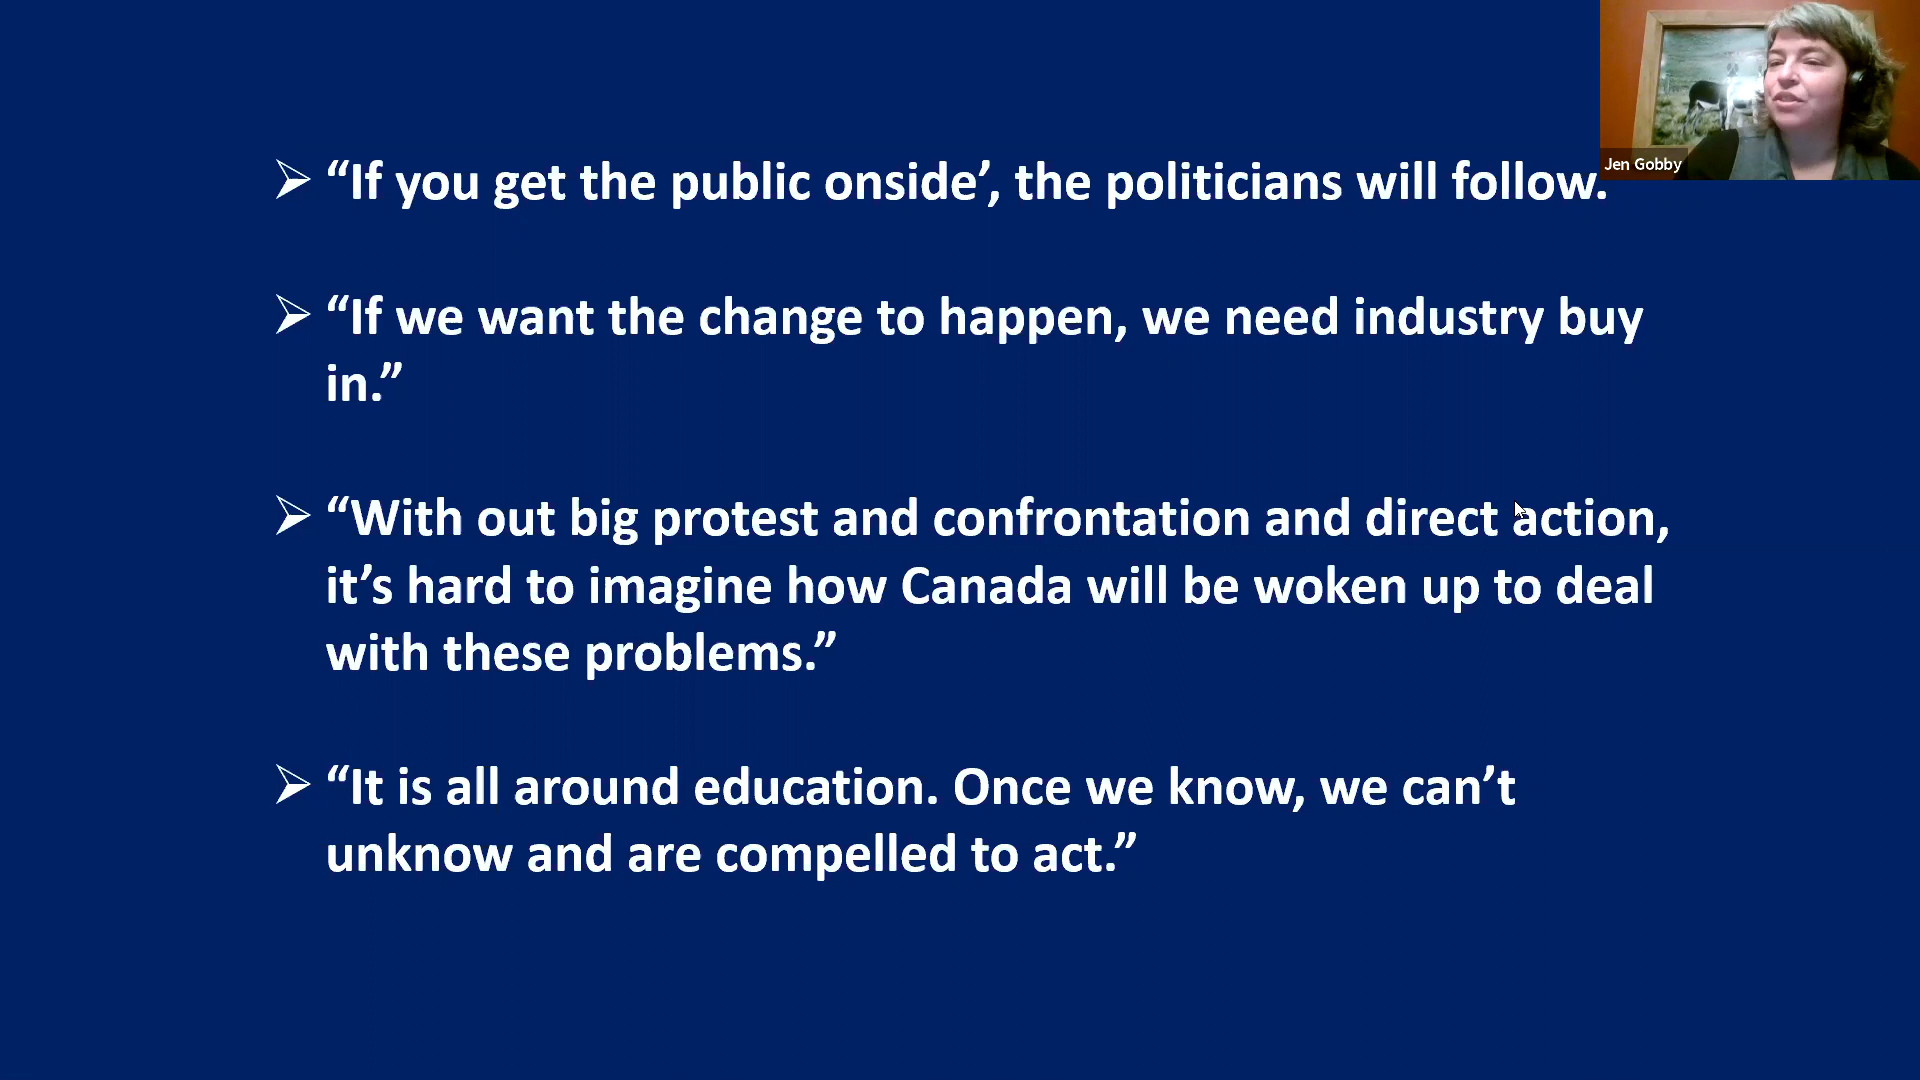 ➢ “If you get the public onside’, the politicians will follow.
Jen Gobby
➢ “If we want the change to happen, we need industry buy
in.”
➢ “With out big protest and confrontation and direct action,
it’s hard to imagine how Canada will be woken up to deal
with these problems.”
➢ “It is all around education. Once we know, we can’t
unknow and are compelled to act.”